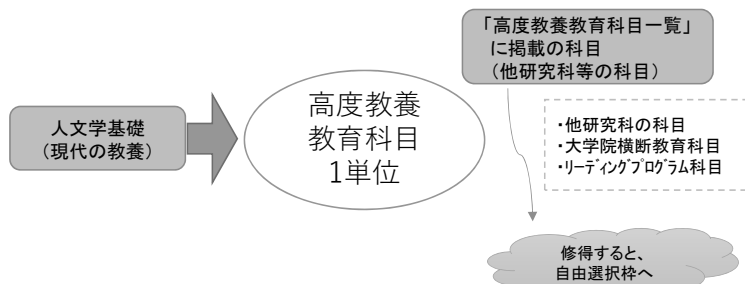 「高度教養教育科目一覧」
に掲載の科目
(他研究科等の科目)
人文学基礎
(現代の教養)
高度教養
教育科目
1単位
・他研究科の科目
・大学院横断教育科目
・リーディングプログラム科目
修得すると、
自由選択枠へ